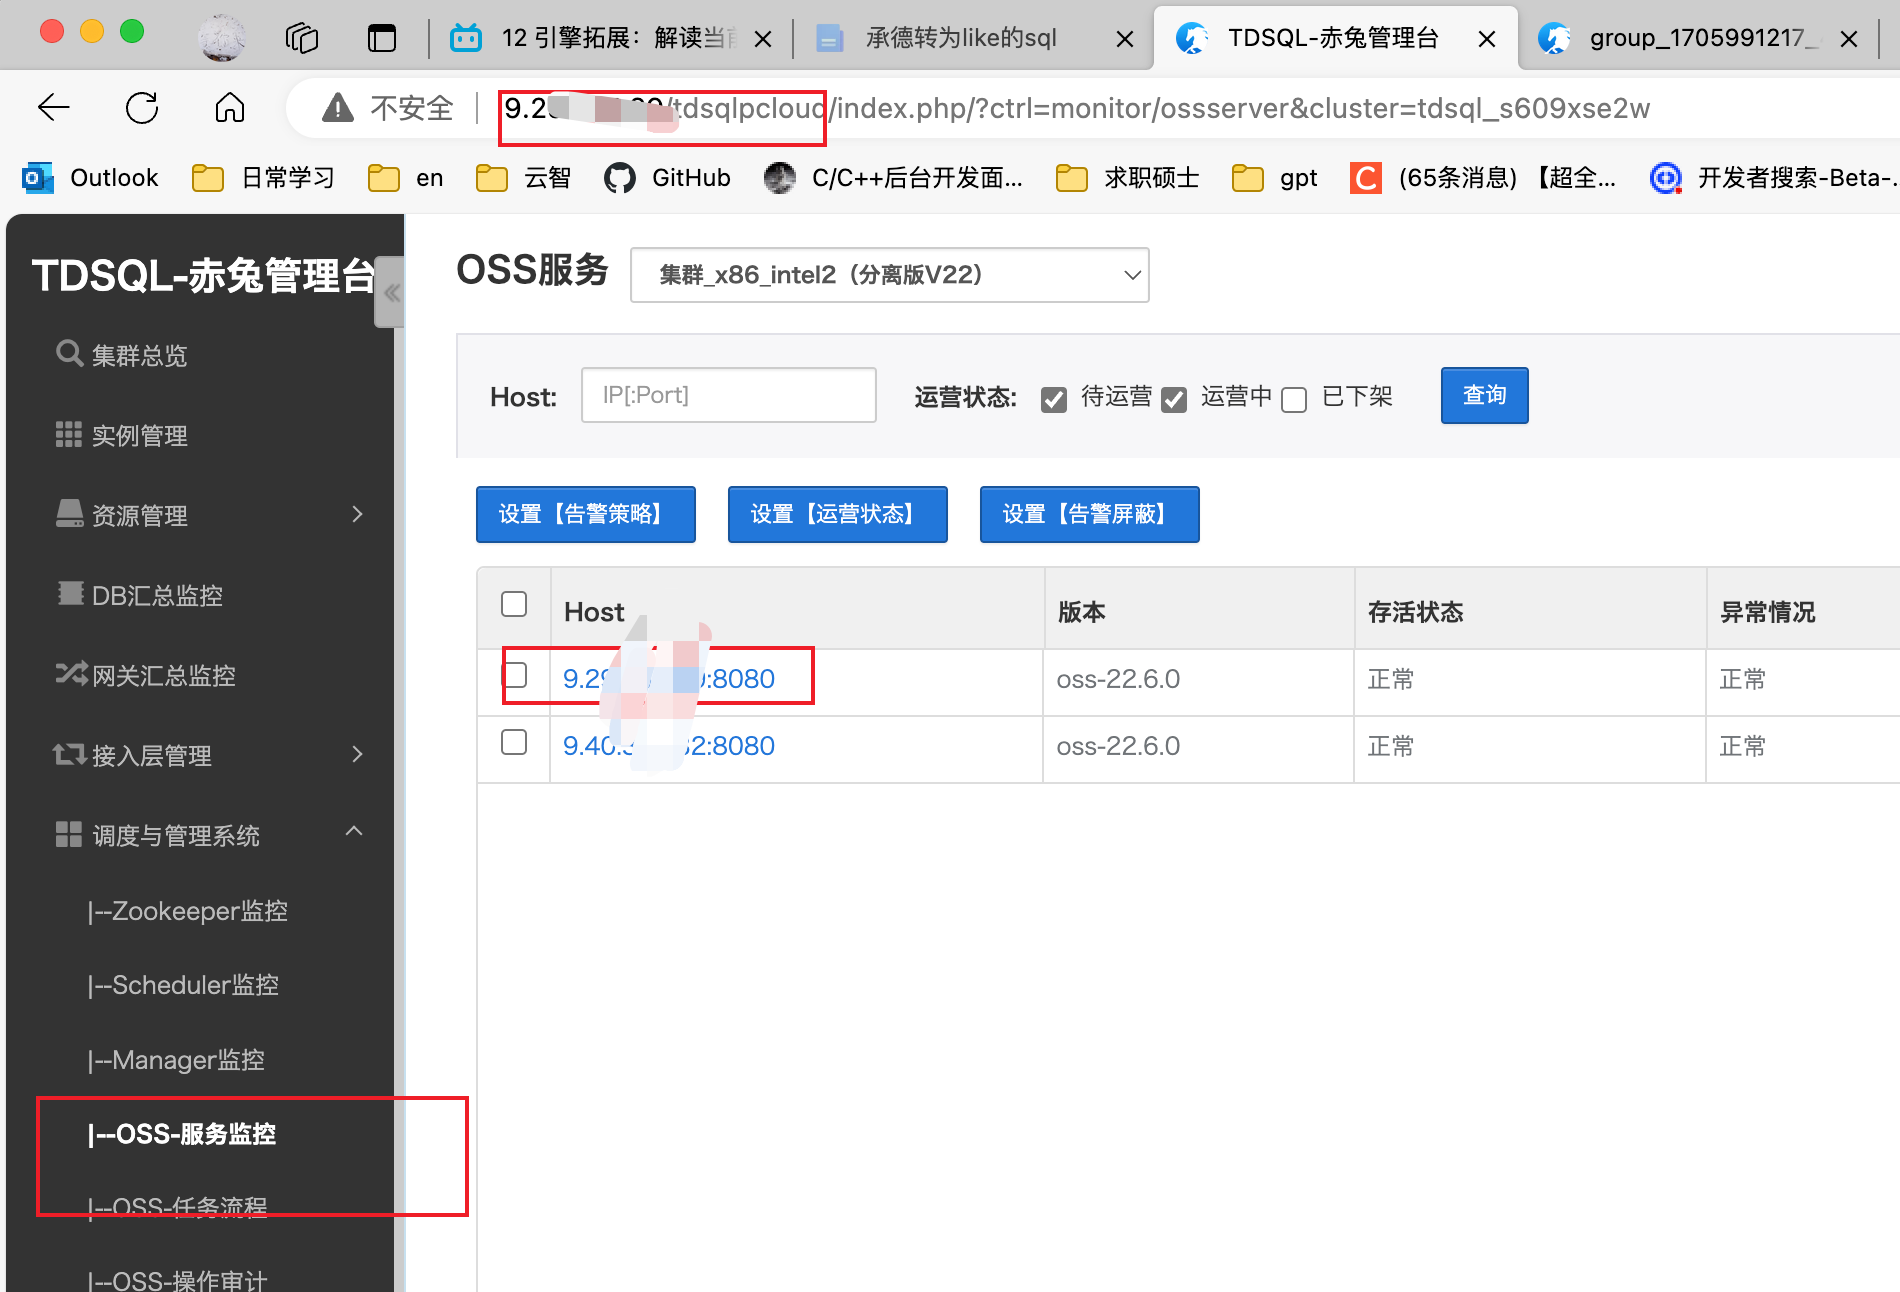 12 引擎拓展：解读当前
承德转为like的sql
TDSQL-赤兔管理台
group_1705991217_
不安全
/tdsqlpcloud/index.php/?ctrl=monitor/ossserver&cluster=tdsql_s609xse2w
Outlook
日常学习
en
云智
GitHub
C/C++后台开发面...
求职硕士
gpt
(65条消息) 【超全...
开发者搜索-Beta-...
TDSQL-赤兔管理台
集群总览
实例管理
资源管理
DB汇总监控
网关汇总监控
接入层管理
调度与管理系统
|--Zookeeper监控
|--Scheduler监控
|--Manager监控
|--OSS-服务监控
|--OSS-任务流程
|--OSS-操作审计
OSS服务
集群_x86_intel2（分离版V22）
Host: IP[:Port] 运营状态: 待运营 运营中 已下架 查询
设置【告警策略】 设置【运营状态】 设置【告警屏蔽】
Host 版本 存活状态 异常情况
:8080 oss-22.6.0 正常 正常
:8080 oss-22.6.0 正常 正常